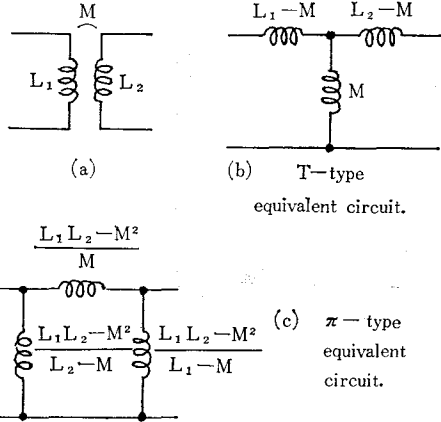 M
L₁ L₂
(a)
L₁−M L₂−M
M
(b) T−type
equivalent circuit.
L₁L₂−M²
M
L₁L₂−M² L₁L₂−M²
L₂−M L₁−M
(c) π−type
equivalent
circuit.